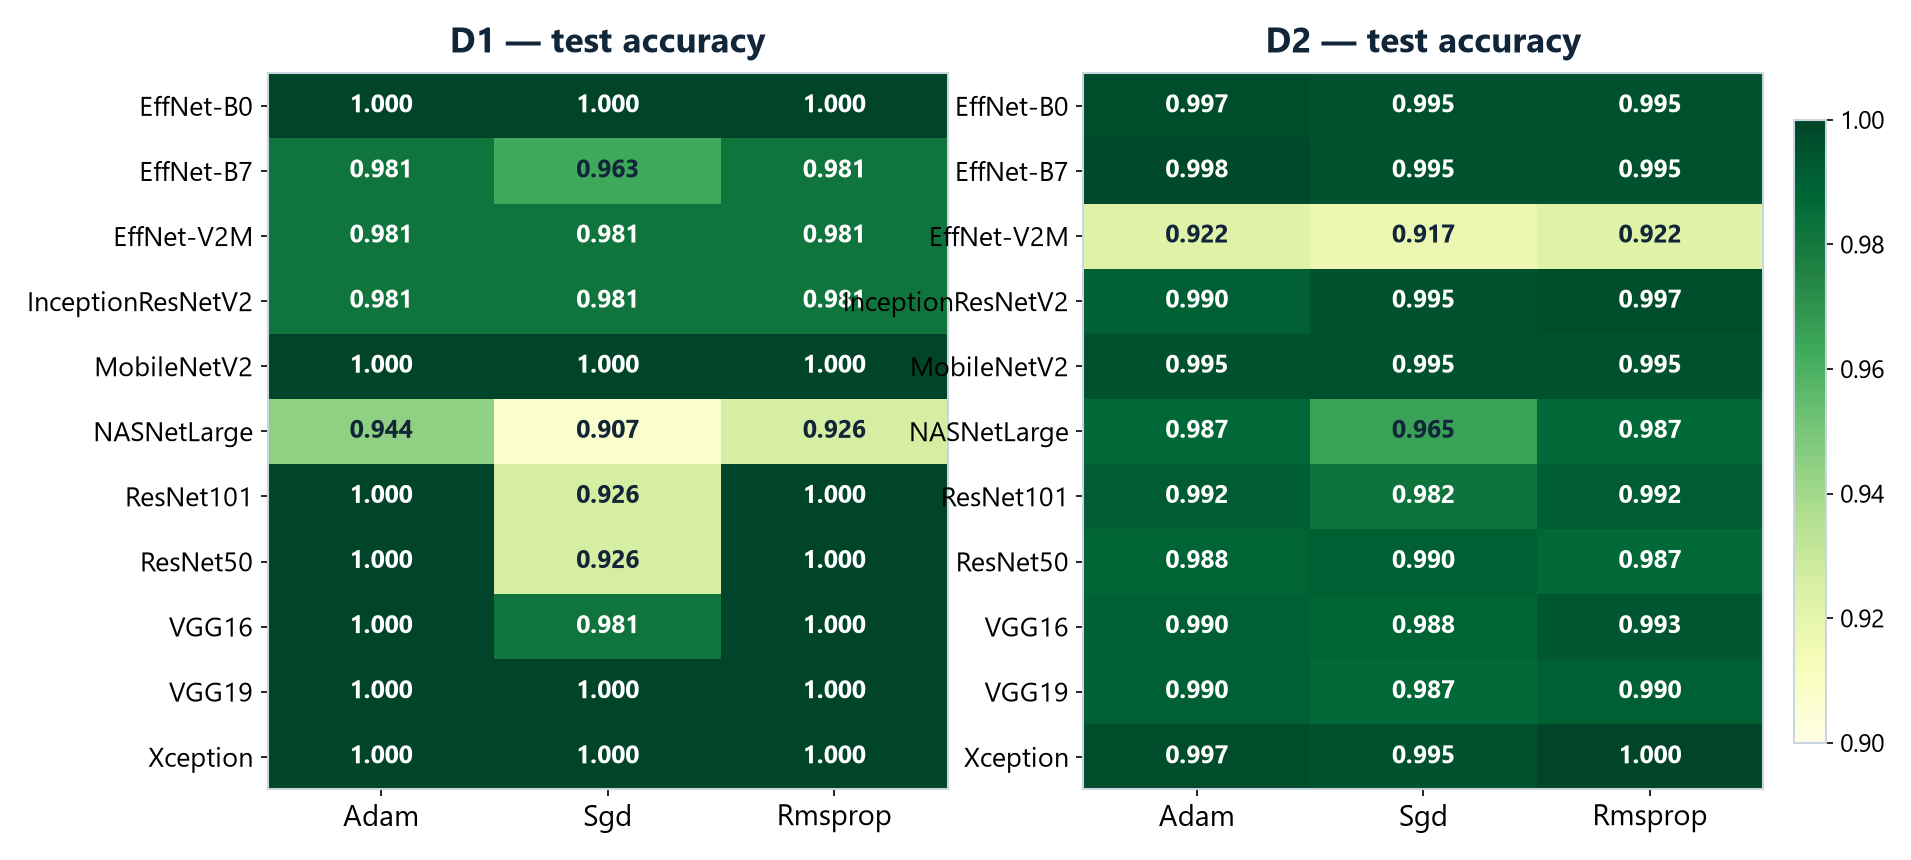 D1 — test accuracy
EffNet-B0 1.000 1.000 1.000
EffNet-B7 0.981 0.963 0.981
EffNet-V2M 0.981 0.981 0.981
InceptionResNetV2 0.981 0.981 0.981
MobileNetV2 1.000 1.000 1.000
NASNetLarge 0.944 0.907 0.926
ResNet101 1.000 0.926 1.000
ResNet50 1.000 0.926 1.000
VGG16 1.000 0.981 1.000
VGG19 1.000 1.000 1.000
Xception 1.000 1.000 1.000
Adam Sgd Rmsprop
D2 — test accuracy
EffNet-B0 0.997 0.995 0.995
EffNet-B7 0.998 0.995 0.995
EffNet-V2M 0.922 0.917 0.922
InceptionResNetV2 0.990 0.995 0.997
MobileNetV2 0.995 0.995 0.995
NASNetLarge 0.987 0.965 0.987
ResNet101 0.992 0.982 0.992
ResNet50 0.988 0.990 0.987
VGG16 0.990 0.988 0.993
VGG19 0.990 0.987 0.990
Xception 0.997 0.995 1.000
Adam Sgd Rmsprop
1.00
0.98
0.96
0.94
0.92
0.90